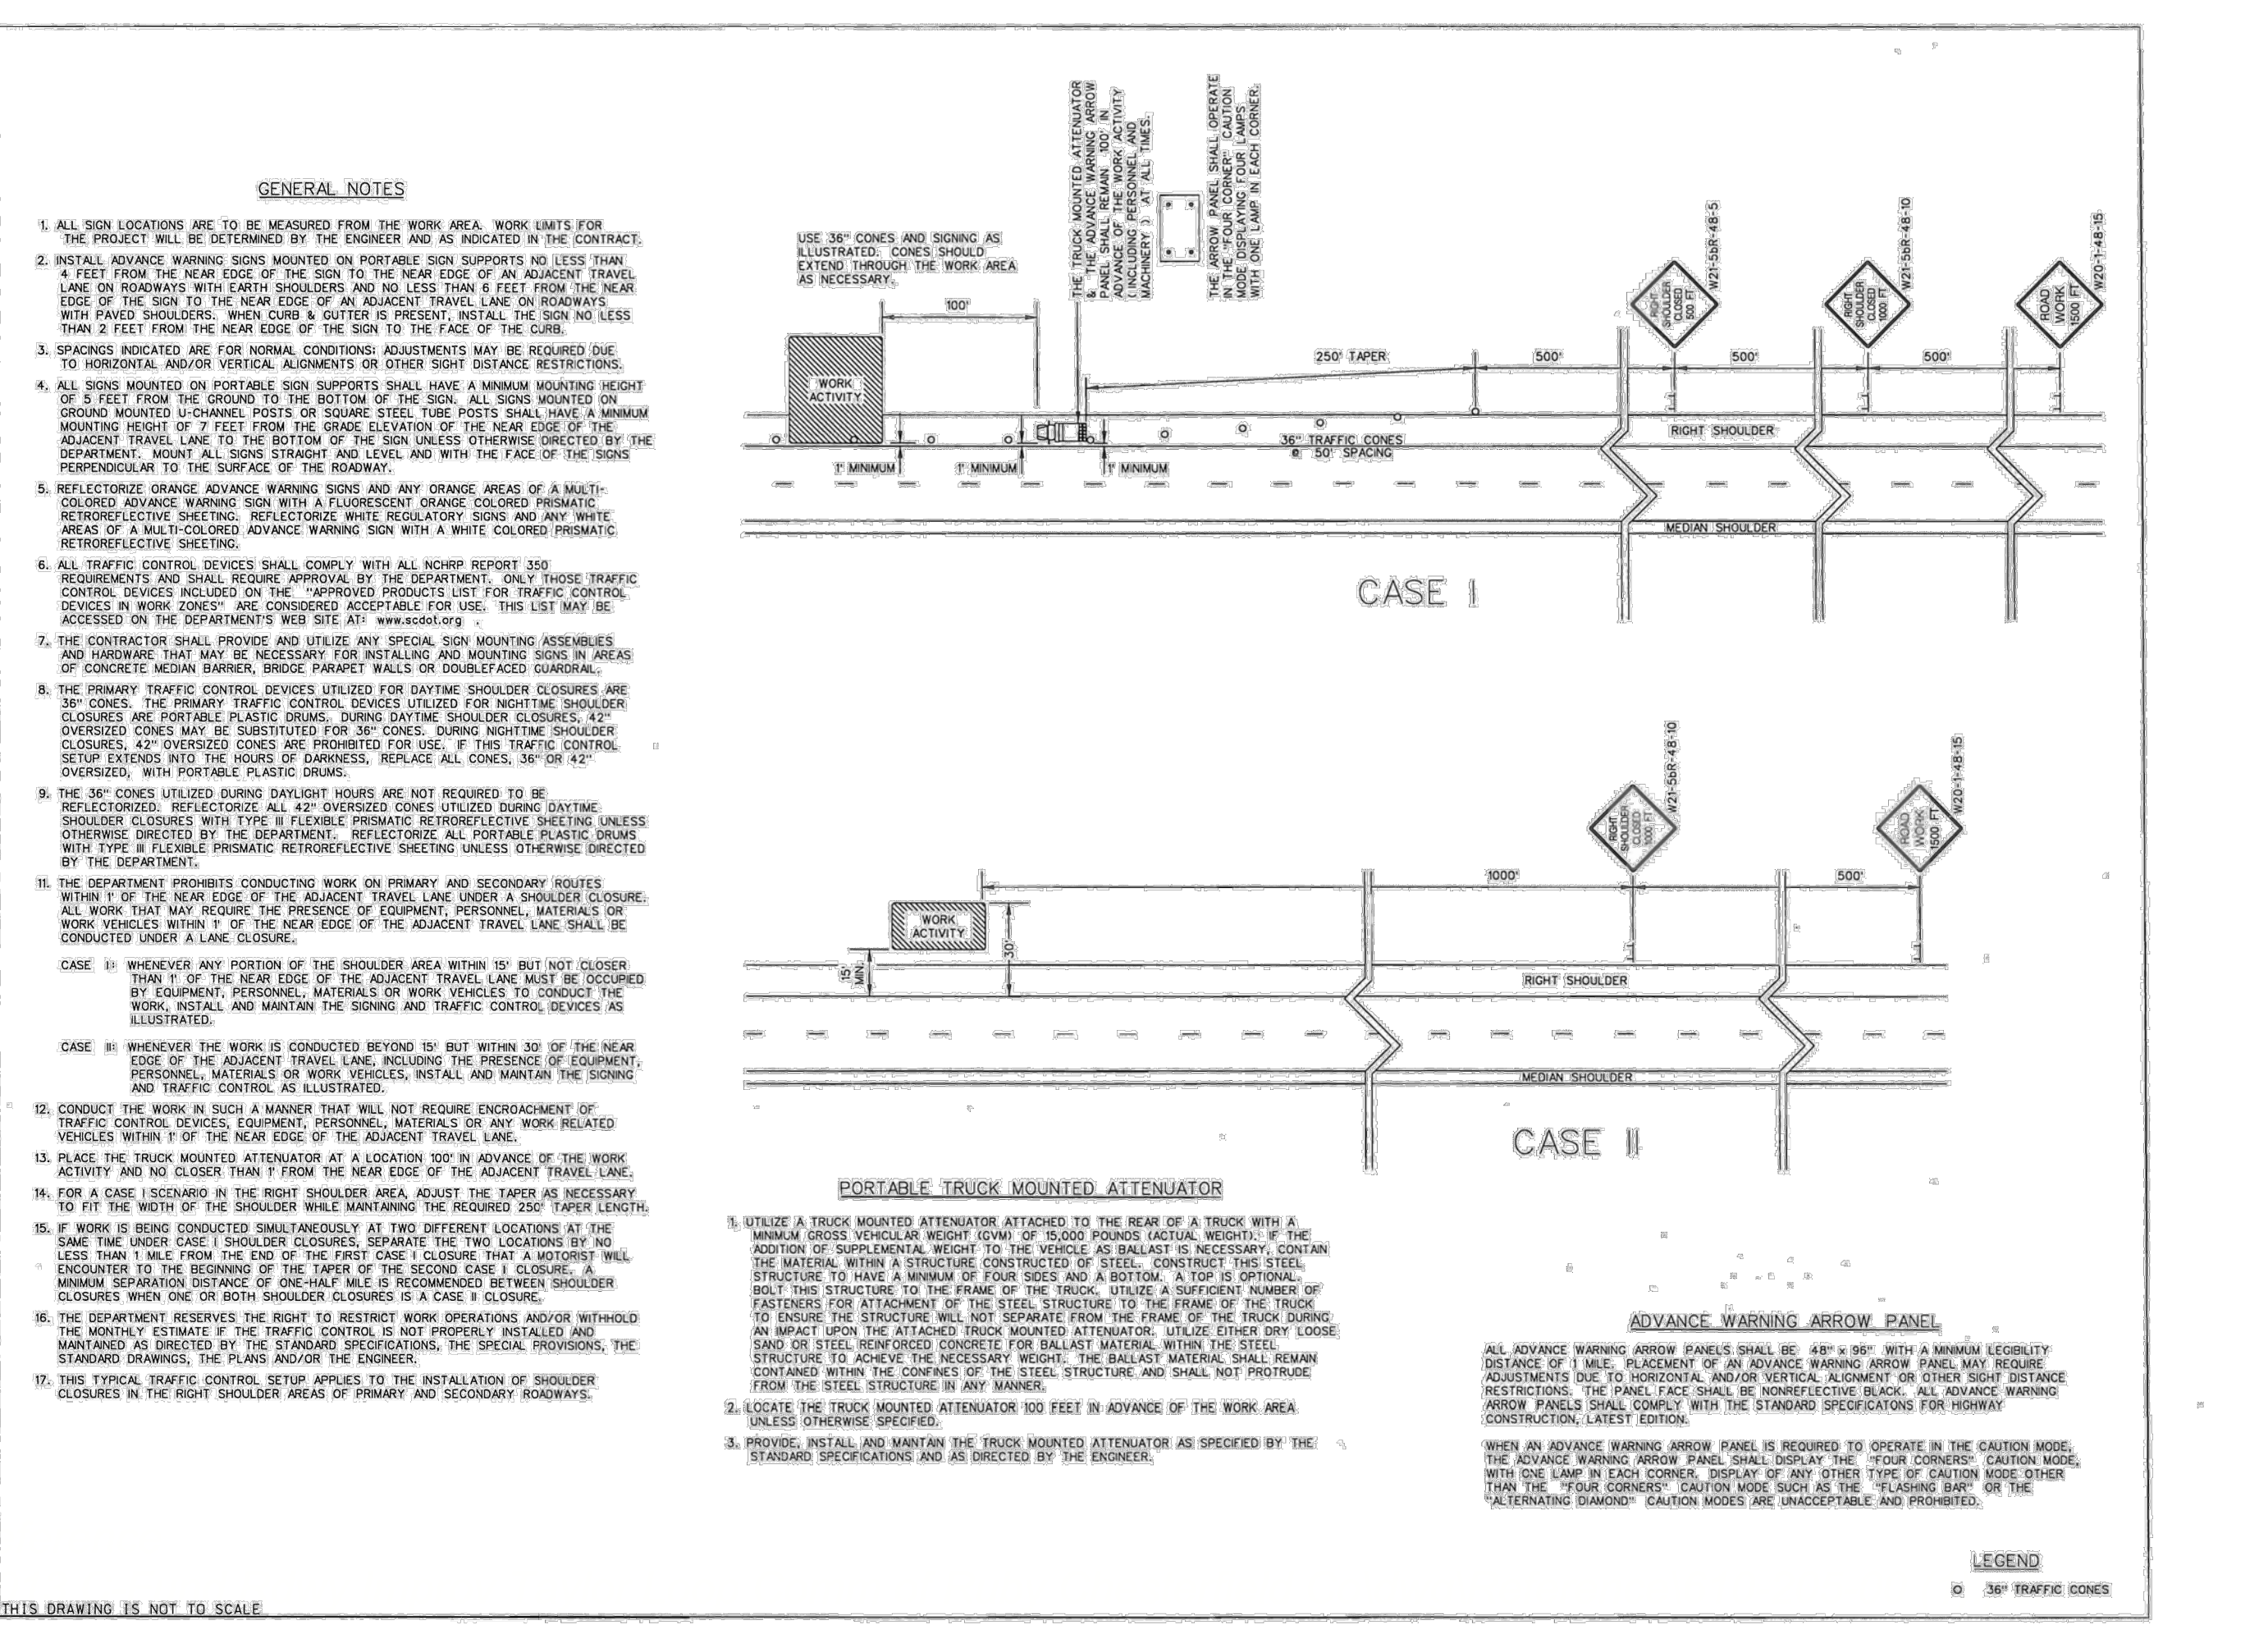 GENERAL NOTES
1. ALL SIGN LOCATIONS ARE TO BE MEASURED FROM THE WORK AREA. WORK LIMITS FOR
THE PROJECT WILL BE DETERMINED BY THE ENGINEER AND AS INDICATED IN THE CONTRACT.
2. INSTALL ADVANCE WARNING SIGNS MOUNTED ON PORTABLE SIGN SUPPORTS NO LESS THAN
4 FEET FROM THE NEAR EDGE OF THE SIGN TO THE NEAR EDGE OF AN ADJACENT TRAVEL
LANE ON ROADWAYS WITH EARTH SHOULDERS AND NO LESS THAN 6 FEET FROM THE NEAR
EDGE OF THE SIGN TO THE NEAR EDGE OF AN ADJACENT TRAVEL LANE ON ROADWAYS
WITH PAVED SHOULDERS. WHEN CURB & GUTTER IS PRESENT, INSTALL THE SIGN NO LESS
THAN 2 FEET FROM THE NEAR EDGE OF THE SIGN TO THE FACE OF THE CURB.
3. SPACINGS INDICATED ARE FOR NORMAL CONDITIONS; ADJUSTMENTS MAY BE REQUIRED DUE
TO HORIZONTAL AND/OR VERTICAL ALIGNMENTS OR OTHER SIGHT DISTANCE RESTRICTIONS.
4. ALL SIGNS MOUNTED ON PORTABLE SIGN SUPPORTS SHALL HAVE A MINIMUM MOUNTING HEIGHT
OF 5 FEET FROM THE GROUND TO THE BOTTOM OF THE SIGN. ALL SIGNS MOUNTED ON
GROUND MOUNTED U-CHANNEL POSTS OR SQUARE STEEL TUBE POSTS SHALL HAVE A MINIMUM
MOUNTING HEIGHT OF 7 FEET FROM THE GRADE ELEVATION OF THE NEAR EDGE OF THE
ADJACENT TRAVEL LANE TO THE BOTTOM OF THE SIGN UNLESS OTHERWISE DIRECTED BY THE
DEPARTMENT. MOUNT ALL SIGNS STRAIGHT AND LEVEL AND WITH THE FACE OF THE SIGNS
PERPENDICULAR TO THE SURFACE OF THE ROADWAY.
5. REFLECTORIZE ORANGE ADVANCE WARNING SIGNS AND ANY ORANGE AREAS OF A MULTI-
COLORED ADVANCE WARNING SIGN WITH A FLUORESCENT ORANGE COLORED PRISMATIC
RETROREFLECTIVE SHEETING. REFLECTORIZE WHITE REGULATORY SIGNS AND ANY WHITE
AREAS OF A MULTI-COLORED ADVANCE WARNING SIGN WITH A WHITE COLORED PRISMATIC
RETROREFLECTIVE SHEETING.
6. ALL TRAFFIC CONTROL DEVICES SHALL COMPLY WITH ALL NCHRP REPORT 350
REQUIREMENTS AND SHALL REQUIRE APPROVAL BY THE DEPARTMENT. ONLY THOSE TRAFFIC
CONTROL DEVICES INCLUDED ON THE "APPROVED PRODUCTS LIST FOR TRAFFIC CONTROL
DEVICES IN WORK ZONES" ARE CONSIDERED ACCEPTABLE FOR USE. THIS LIST MAY BE
ACCESSED ON THE DEPARTMENT'S WEB SITE AT: www.scdot.org .
7. THE CONTRACTOR SHALL PROVIDE AND UTILIZE ANY SPECIAL SIGN MOUNTING ASSEMBLIES
AND HARDWARE THAT MAY BE NECESSARY FOR INSTALLING AND MOUNTING SIGNS IN AREAS
OF CONCRETE MEDIAN BARRIER, BRIDGE PARAPET WALLS OR DOUBLEFACED GUARDRAIL.
8. THE PRIMARY TRAFFIC CONTROL DEVICES UTILIZED FOR DAYTIME SHOULDER CLOSURES ARE
36" CONES. THE PRIMARY TRAFFIC CONTROL DEVICES UTILIZED FOR NIGHTTIME SHOULDER
CLOSURES ARE PORTABLE PLASTIC DRUMS. DURING DAYTIME SHOULDER CLOSURES, 42"
OVERSIZED CONES MAY BE SUBSTITUTED FOR 36" CONES. DURING NIGHTTIME SHOULDER
CLOSURES, 42" OVERSIZED CONES ARE PROHIBITED FOR USE. IF THIS TRAFFIC CONTROL
SETUP EXTENDS INTO THE HOURS OF DARKNESS, REPLACE ALL CONES, 36" OR 42"
OVERSIZED, WITH PORTABLE PLASTIC DRUMS.
9. THE 36" CONES UTILIZED DURING DAYLIGHT HOURS ARE NOT REQUIRED TO BE
REFLECTORIZED. REFLECTORIZE ALL 42" OVERSIZED CONES UTILIZED DURING DAYTIME
SHOULDER CLOSURES WITH TYPE III FLEXIBLE PRISMATIC RETROREFLECTIVE SHEETING UNLESS
OTHERWISE DIRECTED BY THE DEPARTMENT. REFLECTORIZE ALL PORTABLE PLASTIC DRUMS
WITH TYPE III FLEXIBLE PRISMATIC RETROREFLECTIVE SHEETING UNLESS OTHERWISE DIRECTED
BY THE DEPARTMENT.
11. THE DEPARTMENT PROHIBITS CONDUCTING WORK ON PRIMARY AND SECONDARY ROUTES
WITHIN 1' OF THE NEAR EDGE OF THE ADJACENT TRAVEL LANE UNDER A SHOULDER CLOSURE.
ALL WORK THAT MAY REQUIRE THE PRESENCE OF EQUIPMENT, PERSONNEL, MATERIALS OR
WORK VEHICLES WITHIN 1' OF THE NEAR EDGE OF THE ADJACENT TRAVEL LANE SHALL BE
CONDUCTED UNDER A LANE CLOSURE.
CASE I: WHENEVER ANY PORTION OF THE SHOULDER AREA WITHIN 15' BUT NOT CLOSER
THAN 1' OF THE NEAR EDGE OF THE ADJACENT TRAVEL LANE MUST BE OCCUPIED
BY EQUIPMENT, PERSONNEL, MATERIALS OR WORK VEHICLES TO CONDUCT THE
WORK, INSTALL AND MAINTAIN THE SIGNING AND TRAFFIC CONTROL DEVICES AS
ILLUSTRATED.
CASE II: WHENEVER THE WORK IS CONDUCTED BEYOND 15' BUT WITHIN 30' OF THE NEAR
EDGE OF THE ADJACENT TRAVEL LANE, INCLUDING THE PRESENCE OF EQUIPMENT,
PERSONNEL, MATERIALS OR WORK VEHICLES, INSTALL AND MAINTAIN THE SIGNING
AND TRAFFIC CONTROL AS ILLUSTRATED.
12. CONDUCT THE WORK IN SUCH A MANNER THAT WILL NOT REQUIRE ENCROACHMENT OF
TRAFFIC CONTROL DEVICES, EQUIPMENT, PERSONNEL, MATERIALS OR ANY WORK RELATED
VEHICLES WITHIN 1' OF THE NEAR EDGE OF THE ADJACENT TRAVEL LANE.
13. PLACE THE TRUCK MOUNTED ATTENUATOR AT A LOCATION 100' IN ADVANCE OF THE WORK
ACTIVITY AND NO CLOSER THAN 1' FROM THE NEAR EDGE OF THE ADJACENT TRAVEL LANE.
14. FOR A CASE I SCENARIO IN THE RIGHT SHOULDER AREA, ADJUST THE TAPER AS NECESSARY
TO FIT THE WIDTH OF THE SHOULDER WHILE MAINTAINING THE REQUIRED 250' TAPER LENGTH.
15. IF WORK IS BEING CONDUCTED SIMULTANEOUSLY AT TWO DIFFERENT LOCATIONS AT THE
SAME TIME UNDER CASE I SHOULDER CLOSURES, SEPARATE THE TWO LOCATIONS BY NO
LESS THAN 1 MILE FROM THE END OF THE FIRST CASE I CLOSURE THAT A MOTORIST WILL
ENCOUNTER TO THE BEGINNING OF THE TAPER OF THE SECOND CASE I CLOSURE. A
MINIMUM SEPARATION DISTANCE OF ONE-HALF MILE IS RECOMMENDED BETWEEN SHOULDER
CLOSURES WHEN ONE OR BOTH SHOULDER CLOSURES IS A CASE II CLOSURE.
16. THE DEPARTMENT RESERVES THE RIGHT TO RESTRICT WORK OPERATIONS AND/OR WITHHOLD
THE MONTHLY ESTIMATE IF THE TRAFFIC CONTROL IS NOT PROPERLY INSTALLED AND
MAINTAINED AS DIRECTED BY THE STANDARD SPECIFICATIONS, THE SPECIAL PROVISIONS, THE
STANDARD DRAWINGS, THE PLANS AND/OR THE ENGINEER.
17. THIS TYPICAL TRAFFIC CONTROL SETUP APPLIES TO THE INSTALLATION OF SHOULDER
CLOSURES IN THE RIGHT SHOULDER AREAS OF PRIMARY AND SECONDARY ROADWAYS.
THIS DRAWING IS NOT TO SCALE
USE 36" CONES AND SIGNING AS
ILLUSTRATED. CONES SHOULD
EXTEND THROUGH THE WORK AREA
AS NECESSARY.
THE TRUCK MOUNTED ATTENUATOR
& THE ADVANCE WARNING ARROW
PANEL SHALL REMAIN 100' IN
ADVANCE OF THE WORK ACTIVITY
( INCLUDING PERSONNEL AND
MACHINERY ) AT ALL TIMES.
THE ARROW PANEL SHALL OPERATE
IN THE "FOUR CORNER" CAUTION
MODE DISPLAYING FOUR LAMPS
WITH ONE LAMP IN EACH CORNER.
W21-5bR-48-5
W21-5bR-48-10
W20-1-48-15
RIGHT
SHOULDER
CLOSED
500 FT
RIGHT
SHOULDER
CLOSED
1000 FT
ROAD
WORK
1500 FT
100'
250' TAPER
500'
500'
500'
WORK
ACTIVITY
RIGHT SHOULDER
36" TRAFFIC CONES
@ 50' SPACING
1' MINIMUM
1' MINIMUM
1' MINIMUM
MEDIAN SHOULDER
CASE I
W21-5bR-48-10
W20-1-48-15
RIGHT
SHOULDER
CLOSED
1000 FT
ROAD
WORK
1500 FT
1000'
500'
WORK
ACTIVITY
15'
MIN.
30'
RIGHT SHOULDER
MEDIAN SHOULDER
CASE II
PORTABLE TRUCK MOUNTED ATTENUATOR
1. UTILIZE A TRUCK MOUNTED ATTENUATOR ATTACHED TO THE REAR OF A TRUCK WITH A
MINIMUM GROSS VEHICULAR WEIGHT (GVM) OF 15,000 POUNDS (ACTUAL WEIGHT). IF THE
ADDITION OF SUPPLEMENTAL WEIGHT TO THE VEHICLE AS BALLAST IS NECESSARY, CONTAIN
THE MATERIAL WITHIN A STRUCTURE CONSTRUCTED OF STEEL. CONSTRUCT THIS STEEL
STRUCTURE TO HAVE A MINIMUM OF FOUR SIDES AND A BOTTOM. A TOP IS OPTIONAL.
BOLT THIS STRUCTURE TO THE FRAME OF THE TRUCK. UTILIZE A SUFFICIENT NUMBER OF
FASTENERS FOR ATTACHMENT OF THE STEEL STRUCTURE TO THE FRAME OF THE TRUCK
TO ENSURE THE STRUCTURE WILL NOT SEPARATE FROM THE FRAME OF THE TRUCK DURING
AN IMPACT UPON THE ATTACHED TRUCK MOUNTED ATTENUATOR. UTILIZE EITHER DRY LOOSE
SAND OR STEEL REINFORCED CONCRETE FOR BALLAST MATERIAL WITHIN THE STEEL
STRUCTURE TO ACHIEVE THE NECESSARY WEIGHT. THE BALLAST MATERIAL SHALL REMAIN
CONTAINED WITHIN THE CONFINES OF THE STEEL STRUCTURE AND SHALL NOT PROTRUDE
FROM THE STEEL STRUCTURE IN ANY MANNER.
2. LOCATE THE TRUCK MOUNTED ATTENUATOR 100 FEET IN ADVANCE OF THE WORK AREA
UNLESS OTHERWISE SPECIFIED.
3. PROVIDE, INSTALL AND MAINTAIN THE TRUCK MOUNTED ATTENUATOR AS SPECIFIED BY THE
STANDARD SPECIFICATIONS AND AS DIRECTED BY THE ENGINEER.
ADVANCE WARNING ARROW PANEL
ALL ADVANCE WARNING ARROW PANELS SHALL BE 48" x 96" WITH A MINIMUM LEGIBILITY
DISTANCE OF 1 MILE. PLACEMENT OF AN ADVANCE WARNING ARROW PANEL MAY REQUIRE
ADJUSTMENTS DUE TO HORIZONTAL AND/OR VERTICAL ALIGNMENT OR OTHER SIGHT DISTANCE
RESTRICTIONS. THE PANEL FACE SHALL BE NONREFLECTIVE BLACK. ALL ADVANCE WARNING
ARROW PANELS SHALL COMPLY WITH THE STANDARD SPECIFICATONS FOR HIGHWAY
CONSTRUCTION, LATEST EDITION.
WHEN AN ADVANCE WARNING ARROW PANEL IS REQUIRED TO OPERATE IN THE CAUTION MODE,
THE ADVANCE WARNING ARROW PANEL SHALL DISPLAY THE "FOUR CORNERS" CAUTION MODE,
WITH ONE LAMP IN EACH CORNER. DISPLAY OF ANY OTHER TYPE OF CAUTION MODE OTHER
THAN THE "FOUR CORNERS" CAUTION MODE SUCH AS THE "FLASHING BAR" OR THE
"ALTERNATING DIAMOND" CAUTION MODES ARE UNACCEPTABLE AND PROHIBITED.
LEGEND
36" TRAFFIC CONES